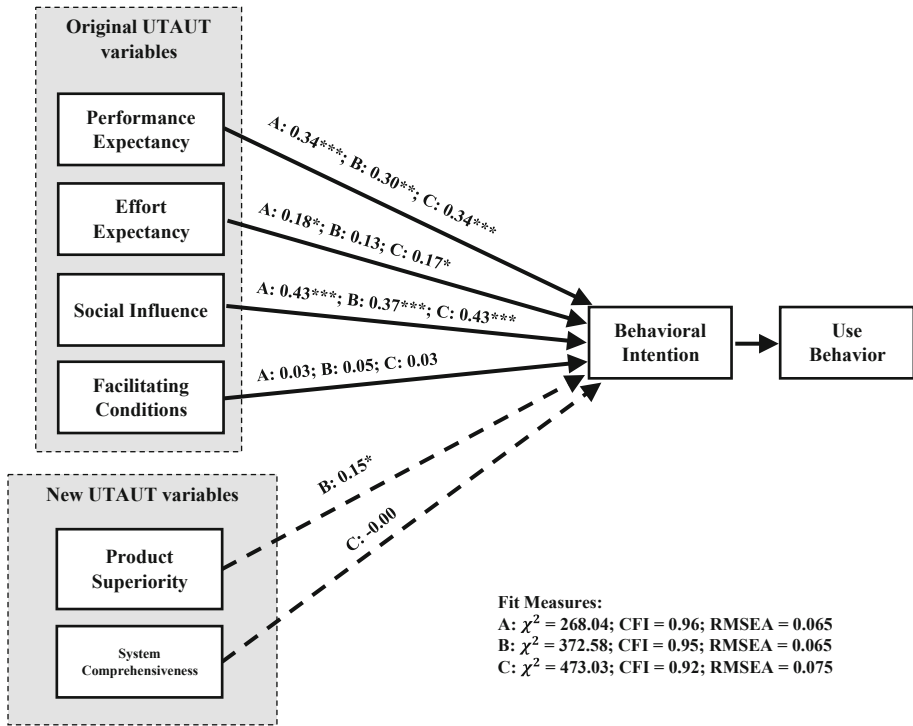 Original UTAUT
variables
Performance
Expectancy
Effort
Expectancy
Social Influence
Facilitating
Conditions
A: 0.34***; B: 0.30**; C: 0.34***
A: 0.18*; B: 0.13; C: 0.17*
A: 0.43***; B: 0.37***; C: 0.43***
A: 0.03; B: 0.05; C: 0.03
Behavioral
Intention
Use
Behavior
New UTAUT variables
Product
Superiority
System
Comprehensiveness
B: 0.15*
C: -0.00
Fit Measures:
A: χ² = 268.04; CFI = 0.96; RMSEA = 0.065
B: χ² = 372.58; CFI = 0.95; RMSEA = 0.065
C: χ² = 473.03; CFI = 0.92; RMSEA = 0.075